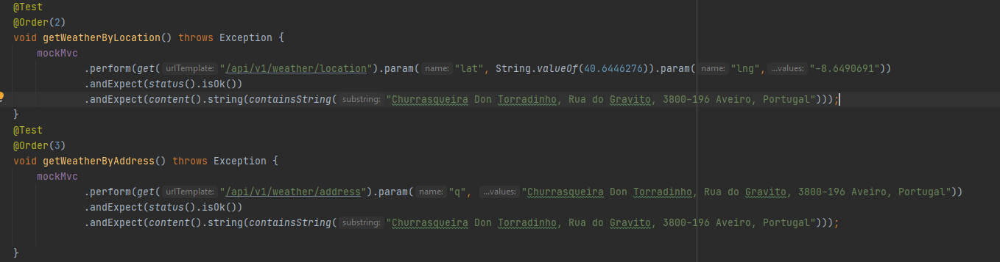 @Test
@Order(2)
void getWeatherByLocation() throws Exception {
mockMvc
.perform(get( urlTemplate: "/api/v1/weather/location").param( name: "lat", String.valueOf(40.6446276)).param( name: "lng", ...values: "-8.6490691"))
.andExpect(status().isOk())
.andExpect(content().string(containsString( substring: "Churrasqueira Don Torradinho, Rua do Gravito, 3800-196 Aveiro, Portugal")));
}
@Test
@Order(3)
void getWeatherByAddress() throws Exception {
mockMvc
.perform(get( urlTemplate: "/api/v1/weather/address").param( name: "q", ...values: "Churrasqueira Don Torradinho, Rua do Gravito, 3800-196 Aveiro, Portugal"))
.andExpect(status().isOk())
.andExpect(content().string(containsString( substring: "Churrasqueira Don Torradinho, Rua do Gravito, 3800-196 Aveiro, Portugal")));
}